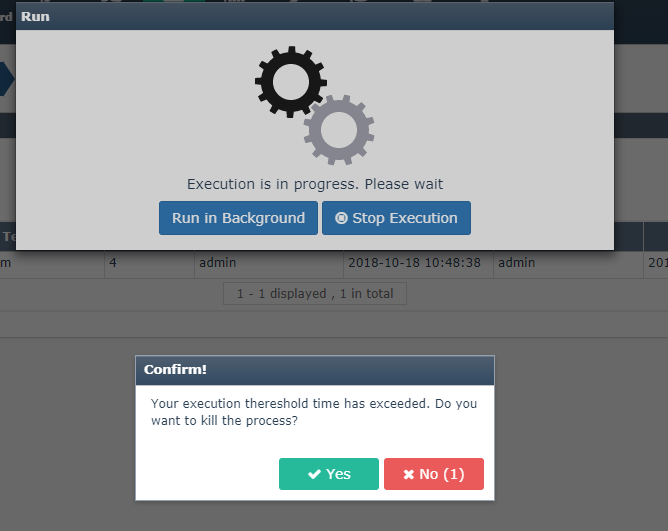 rd
Run
Execution is in progress. Please wait
Run in Background
Stop Execution
Te
m 4 admin 2018-10-18 10:48:38 admin 201
1 - 1 displayed , 1 in total
Confirm!
Your execution thereshold time has exceeded. Do you
want to kill the process?
Yes
No (1)